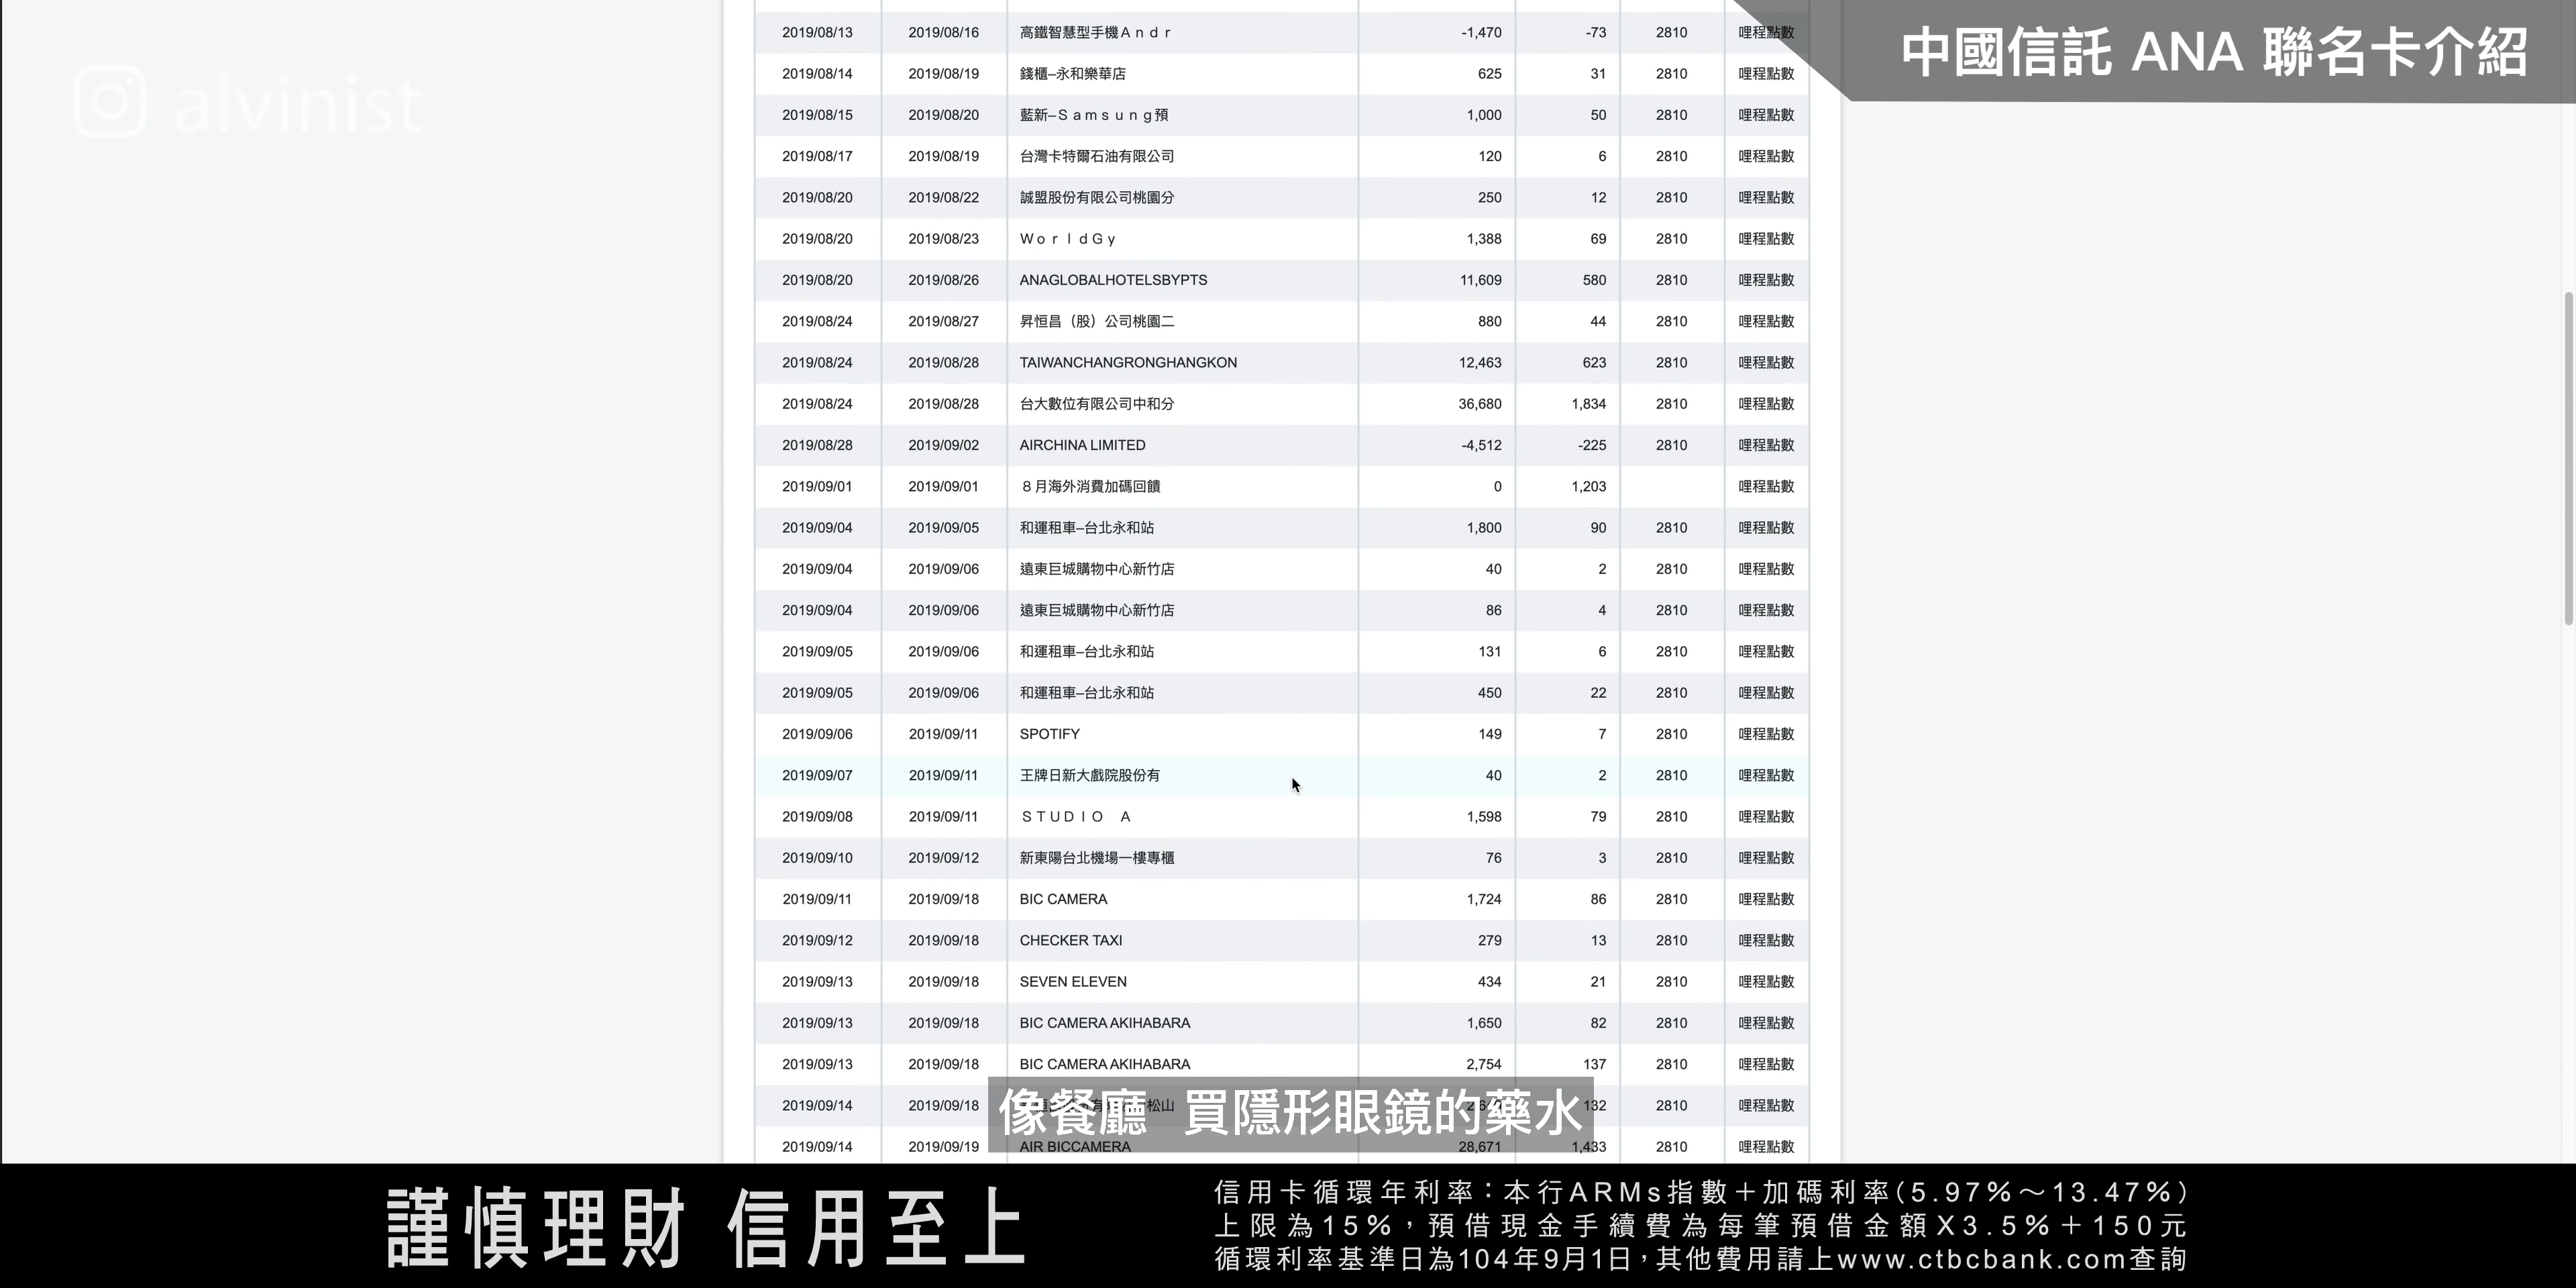 中國信託 ANA 聯名卡介紹
alvinist
2019/08/13 2019/08/16 高鐵智慧型手機Ａｎｄｒ -1,470 -73 2810 哩程點數
2019/08/14 2019/08/19 錢櫃–永和樂華店 625 31 2810 哩程點數
2019/08/15 2019/08/20 藍新–Ｓａｍｓｕｎｇ預 1,000 50 2810 哩程點數
2019/08/17 2019/08/19 台灣卡特爾石油有限公司 120 6 2810 哩程點數
2019/08/20 2019/08/22 誠盟股份有限公司桃園分 250 12 2810 哩程點數
2019/08/20 2019/08/23 ＷｏｒｌｄＧｙ 1,388 69 2810 哩程點數
2019/08/20 2019/08/26 ANAGLOBALHOTELSBYPTS 11,609 580 2810 哩程點數
2019/08/24 2019/08/27 昇恒昌（股）公司桃園二 880 44 2810 哩程點數
2019/08/24 2019/08/28 TAIWANCHANGRONGHANGKON 12,463 623 2810 哩程點數
2019/08/24 2019/08/28 台大數位有限公司中和分 36,680 1,834 2810 哩程點數
2019/08/28 2019/09/02 AIRCHINA LIMITED -4,512 -225 2810 哩程點數
2019/09/01 2019/09/01 ８月海外消費加碼回饋 0 1,203 哩程點數
2019/09/04 2019/09/05 和運租車–台北永和站 1,800 90 2810 哩程點數
2019/09/04 2019/09/06 遠東巨城購物中心新竹店 40 2 2810 哩程點數
2019/09/04 2019/09/06 遠東巨城購物中心新竹店 86 4 2810 哩程點數
2019/09/05 2019/09/06 和運租車–台北永和站 131 6 2810 哩程點數
2019/09/05 2019/09/06 和運租車–台北永和站 450 22 2810 哩程點數
2019/09/06 2019/09/11 SPOTIFY 149 7 2810 哩程點數
2019/09/07 2019/09/11 王牌日新大戲院股份有 40 2 2810 哩程點數
2019/09/08 2019/09/11 ＳＴＵＤＩＯ　Ａ 1,598 79 2810 哩程點數
2019/09/10 2019/09/12 新東陽台北機場一樓專櫃 76 3 2810 哩程點數
2019/09/11 2019/09/18 BIC CAMERA 1,724 86 2810 哩程點數
2019/09/12 2019/09/18 CHECKER TAXI 279 13 2810 哩程點數
2019/09/13 2019/09/18 SEVEN ELEVEN 434 21 2810 哩程點數
2019/09/13 2019/09/18 BIC CAMERA AKIHABARA 1,650 82 2810 哩程點數
2019/09/13 2019/09/18 BIC CAMERA AKIHABARA 2,754 137 2810 哩程點數
2019/09/14 2019/09/18 松山 132 2810 哩程點數
像餐廳 買隱形眼鏡的藥水
2019/09/14 2019/09/19 AIR BICCAMERA 28,671 1,433 2810 哩程點數
謹慎理財 信用至上
信用卡循環年利率：本行ARMs指數＋加碼利率(5.97%～13.47%)
上限為15%，預借現金手續費為每筆預借金額X3.5%＋150元
循環利率基準日為104年9月1日，其他費用請上www.ctbcbank.com查詢